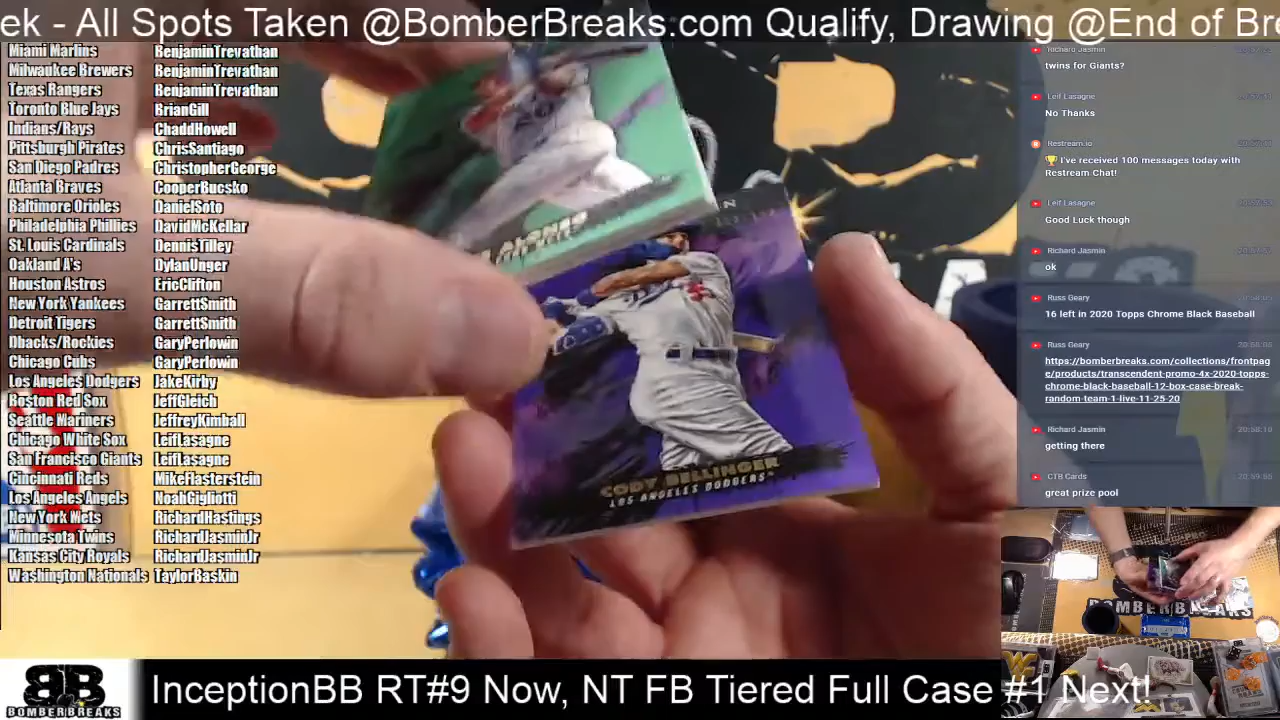 ek - All Spots Taken @BomberBreaks.com Qualify, Drawing @End of Bre
Miami Marlins BenjaminTrevathan
Milwaukee Brewers BenjaminTrevathan
Texas Rangers BenjaminTrevathan
Toronto Blue Jays BrianGill
Indians/Rays ChaddHowell
Pittsburgh Pirates ChrisSantiago
San Diego Padres ChristopherGeorge
Atlanta Braves CooperBucsko
Baltimore Orioles DanielSoto
Philadelphia Phillies DavidMcKellar
St. Louis Cardinals DennisTilley
Oakland A's DylanUnger
Houston Astros EricClifton
New York Yankees GarrettSmith
Detroit Tigers GarrettSmith
Dbacks/Rockies GaryPerlowin
Chicago Cubs GaryPerlowin
Los Angeles Dodgers JakeKirby
Boston Red Sox JeffGleich
Seattle Mariners JeffreyKimball
Chicago White Sox LeifLasagne
San Francisco Giants LeifLasagne
Cincinnati Reds MikeHasterstein
Los Angeles Angels NoahGigliotti
New York Mets RichardHastings
Minnesota Twins RichardJasminJr
Kansas City Royals RichardJasminJr
Washington Nationals TaylorBaskin
ALONSO
CODY BELLINGER
LOS ANGELES DODGERS
Richard Jasmin
twins for Giants?
Leif Lasagne
No Thanks
Restream.io
🏆 I've received 100 messages today with
Restream Chat!
Leif Lasagne
Good Luck though
Richard Jasmin
ok
Russ Geary
16 left in 2020 Topps Chrome Black Baseball
Russ Geary
https://bomberbreaks.com/collections/frontpag
e/products/transcendent-promo-4x-2020-topps-
chrome-black-baseball-12-box-case-break-
random-team-1-live-11-25-20
Richard Jasmin
getting there
CTB Cards
great prize pool
BOMBERBREAKS
BB
BOMBERBREAKS
InceptionBB RT#9 Now, NT FB Tiered Full Case #1 Next!